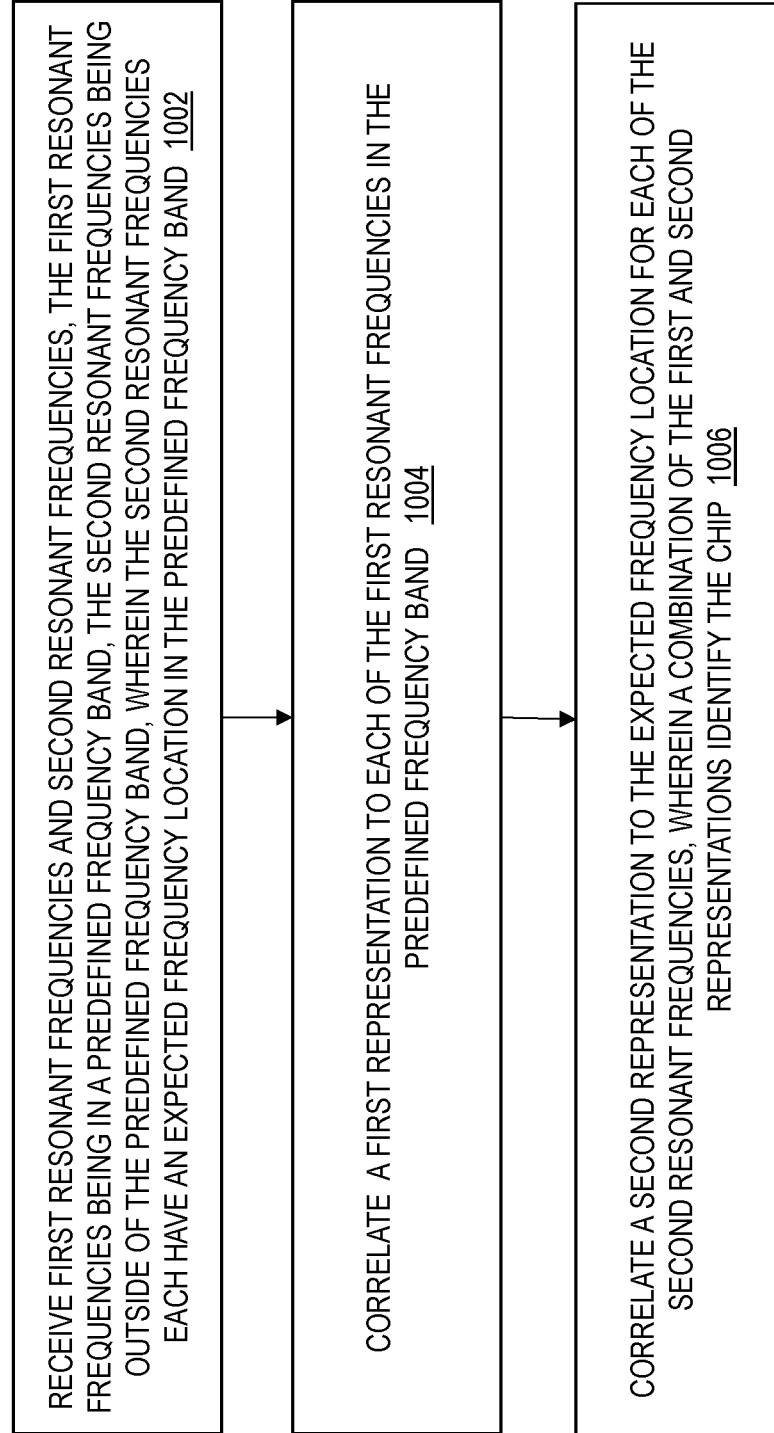 RECEIVE FIRST RESONANT FREQUENCIES AND SECOND RESONANT FREQUENCIES, THE FIRST RESONANT
FREQUENCIES BEING IN A PREDEFINED FREQUENCY BAND, THE SECOND RESONANT FREQUENCIES BEING
OUTSIDE OF THE PREDEFINED FREQUENCY BAND, WHEREIN THE SECOND RESONANT FREQUENCIES
EACH HAVE AN EXPECTED FREQUENCY LOCATION IN THE PREDEFINED FREQUENCY BAND 1002
CORRELATE A FIRST REPRESENTATION TO EACH OF THE FIRST RESONANT FREQUENCIES IN THE
PREDEFINED FREQUENCY BAND 1004
CORRELATE A SECOND REPRESENTATION TO THE EXPECTED FREQUENCY LOCATION FOR EACH OF THE
SECOND RESONANT FREQUENCIES, WHEREIN A COMBINATION OF THE FIRST AND SECOND
REPRESENTATIONS IDENTIFY THE CHIP 1006